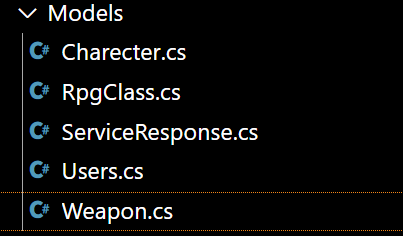 Models
C# Charecter.cs
C# RpgClass.cs
C# ServiceResponse.cs
C# Users.cs
C# Weapon.cs